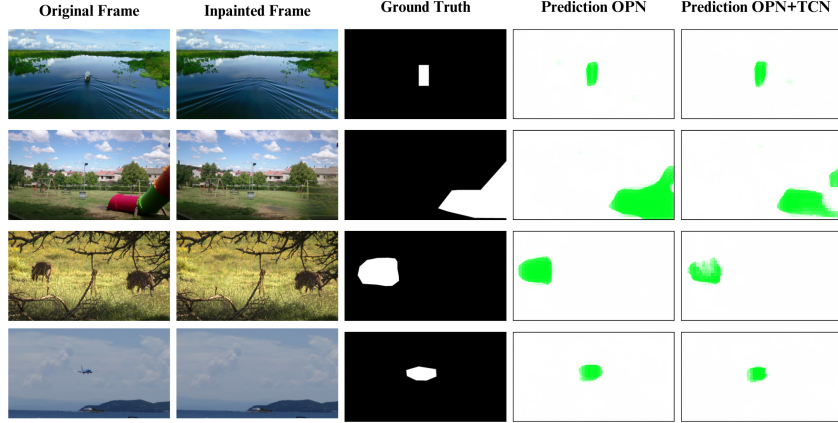 Original Frame
Inpainted Frame
Ground Truth
Prediction OPN
Prediction OPN+TCN